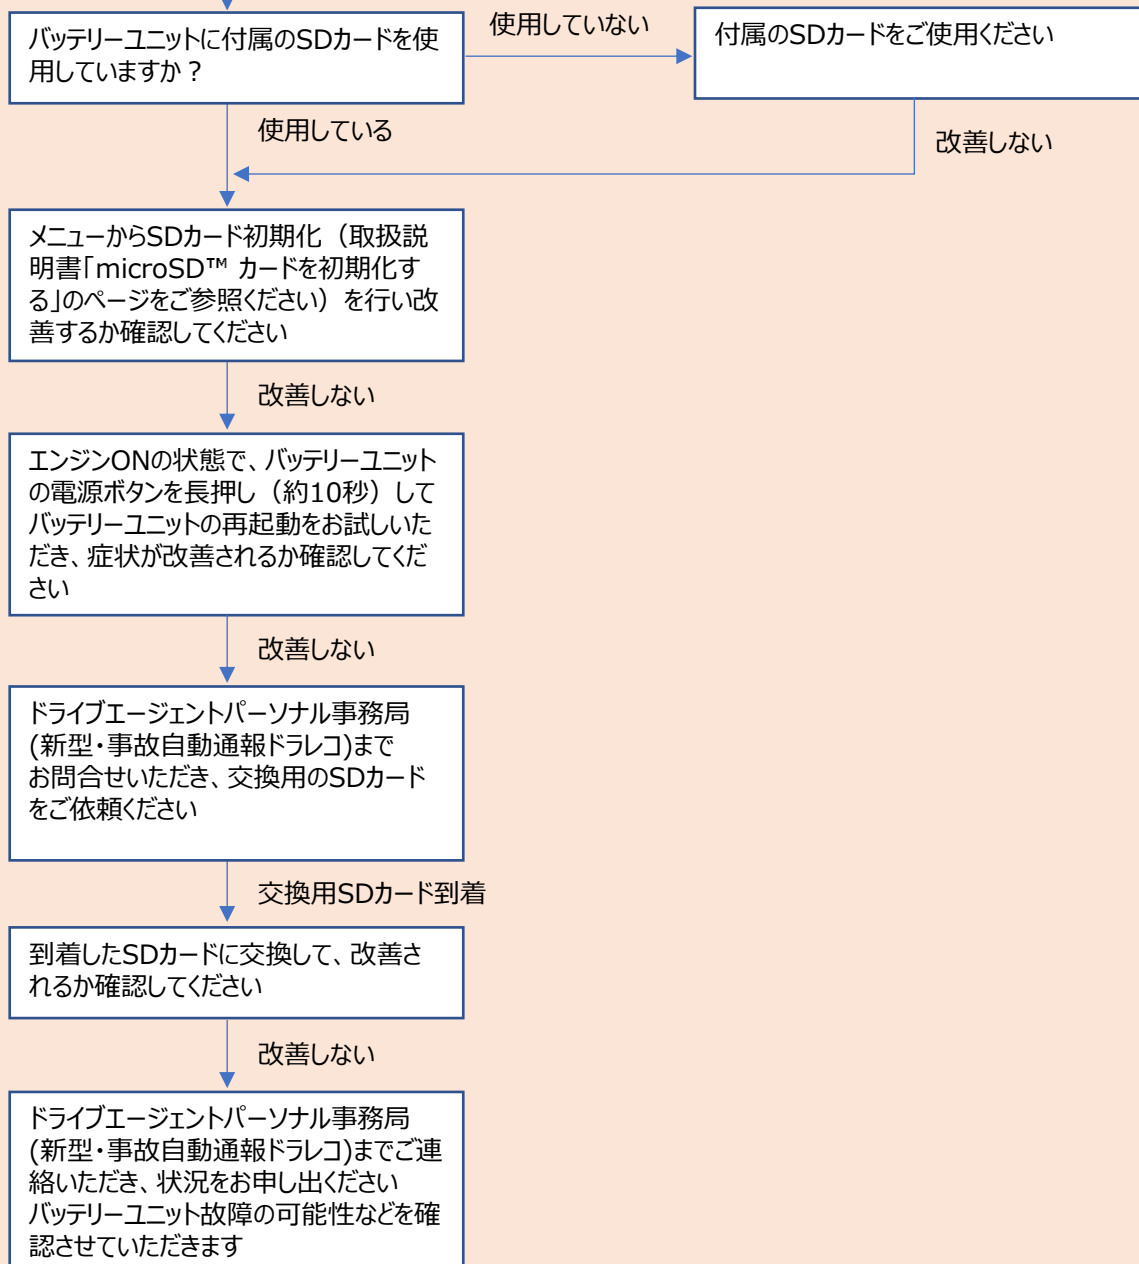 バッテリーユニットに付属のSDカードを使
用していますか？
使用していない
付属のSDカードをご使用ください
使用している
改善しない
メニューからSDカード初期化（取扱説
明書「microSD™ カードを初期化す
る」のページをご参照ください）を行い改
善するか確認してください
改善しない
エンジンONの状態で、バッテリーユニット
の電源ボタンを長押し（約10秒）して
バッテリーユニットの再起動をお試しいた
だき、症状が改善されるか確認してくだ
さい
改善しない
ドライブエージェントパーソナル事務局
(新型・事故自動通報ドラレコ)まで
お問合せいただき、交換用のSDカード
をご依頼ください
交換用SDカード到着
到着したSDカードに交換して、改善さ
れるか確認してください
改善しない
ドライブエージェントパーソナル事務局
(新型・事故自動通報ドラレコ)までご連
絡いただき、状況をお申し出ください
バッテリーユニット故障の可能性などを確
認させていただきます